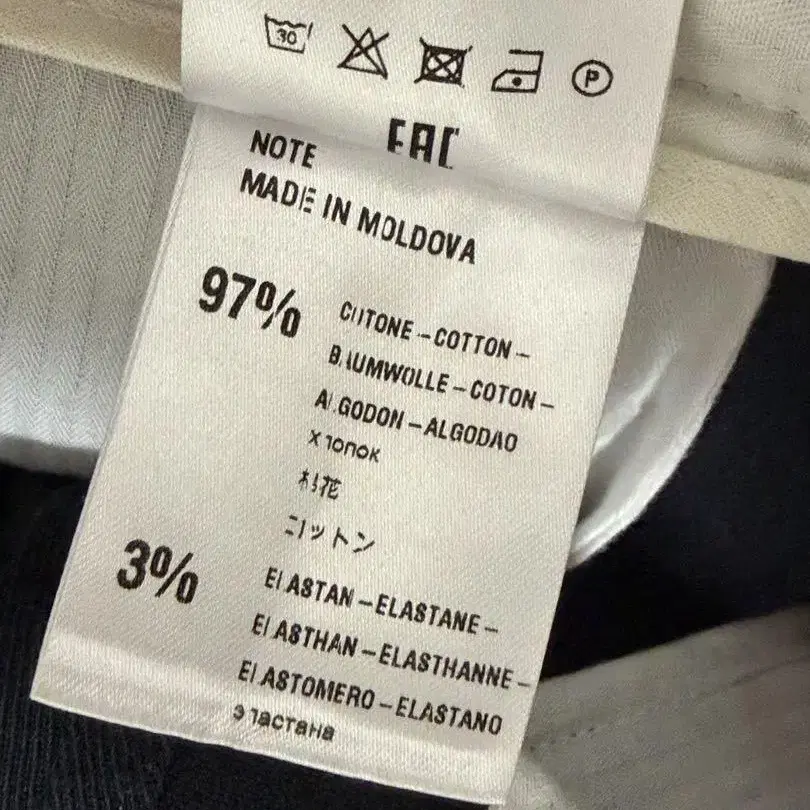 30
P
EAC
NOTE
MADE IN MOLDOVA
97%
COTONE – COTTON –
BAUMWOLLE – COTON –
ALGODON – ALGODAO
хлопок
棉花
コットン
3%
ELASTAN – ELASTANE –
ELASTHAN – ELASTHANNE –
ELASTOMERO – ELASTANO
эластана